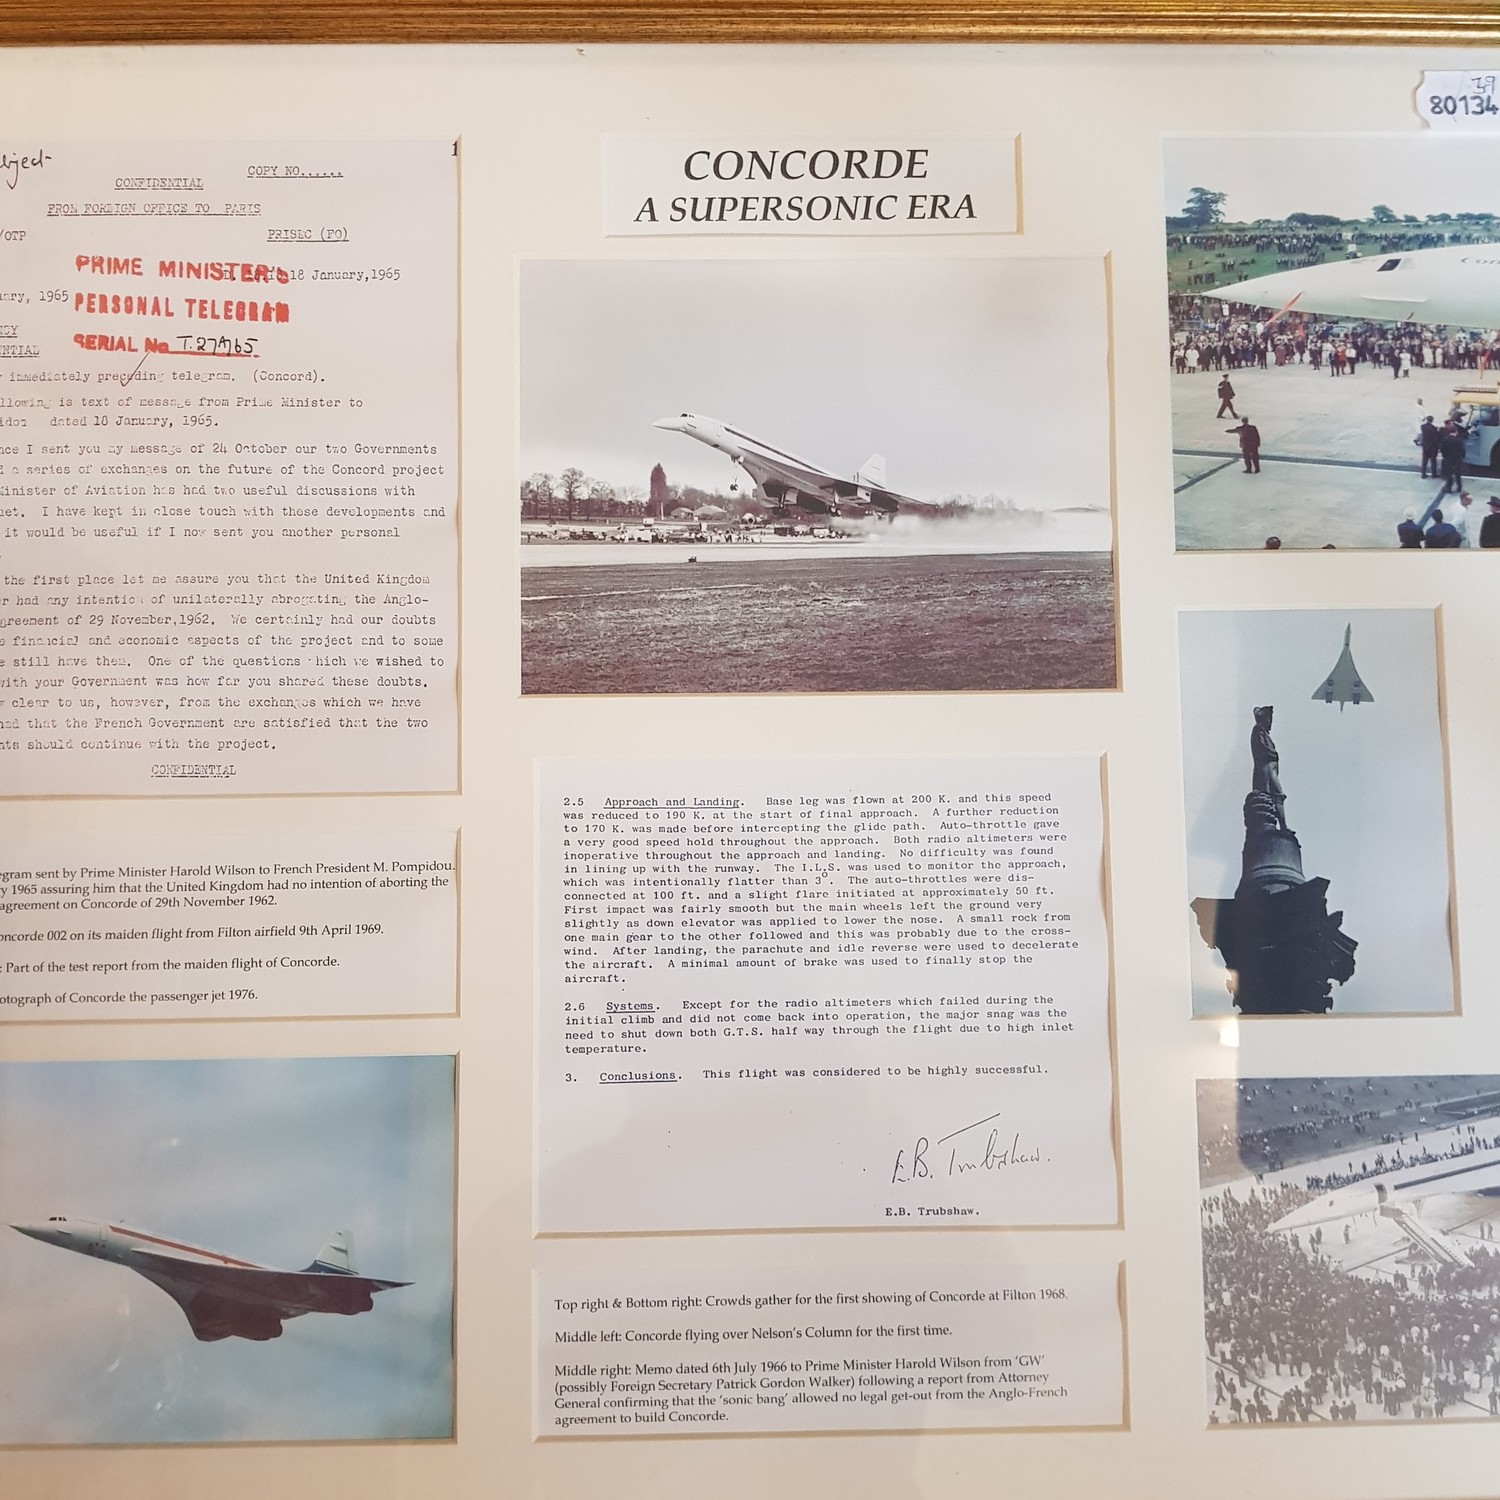 1
COPY NO......
CONFIDENTIAL
FROM FOREIGN OFFICE TO PARIS
/OTP
PRISEC (FO)
PRIME MINISTER'S
18 January,1965
ary, 1965
PERSONAL TELEGRAM
SERIAL No T.27A/65
immediately preceding telegram. (Concord).
llowing is text of message from Prime Minister to
idou dated 18 January, 1965.
nce I sent you my message of 24 October our two Governments
a series of exchanges on the future of the Concord project
inister of Aviation has had two useful discussions with
et. I have kept in close touch with these developments and
it would be useful if I now sent you another personal
the first place let me assure you that the United Kingdom
r had any intention of unilaterally abrogating the Anglo-
greement of 29 November,1962. We certainly had our doubts
e financial and economic aspects of the project and to some
e still have them. One of the questions which we wished to
with your Government was how far you shared these doubts.
clear to us, however, from the exchanges which we have
had that the French Government are satisfied that the two
nts should continue with the project.
CONFIDENTIAL
egram sent by Prime Minister Harold Wilson to French President M. Pompidou.
y 1965 assuring him that the United Kingdom had no intention of aborting the
agreement on Concorde of 29th November 1962.
oncorde 002 on its maiden flight from Filton airfield 9th April 1969.
: Part of the test report from the maiden flight of Concorde.
otograph of Concorde the passenger jet 1976.
CONCORDE
A SUPERSONIC ERA
2.5 Approach and Landing. Base leg was flown at 200 K. and this speed
was reduced to 190 K. at the start of final approach. A further reduction
to 170 K. was made before intercepting the glide path. Auto-throttle gave
a very good speed hold throughout the approach. Both radio altimeters were
inoperative throughout the approach and landing. No difficulty was found
in lining up with the runway. The I.L.S. was used to monitor the approach,
which was intentionally flatter than 3°. The auto-throttles were dis-
connected at 100 ft. and a slight flare initiated at approximately 50 ft.
First impact was fairly smooth but the main wheels left the ground very
slightly as down elevator was applied to lower the nose. A small rock from
one main gear to the other followed and this was probably due to the cross-
wind. After landing, the parachute and idle reverse were used to decelerate
the aircraft. A minimal amount of brake was used to finally stop the
aircraft.
2.6 Systems. Except for the radio altimeters which failed during the
initial climb and did not come back into operation, the major snag was the
need to shut down both G.T.S. half way through the flight due to high inlet
temperature.
3. Conclusions. This flight was considered to be highly successful.
E.B. Trubshaw.
E.B. Trubshaw.
Top right & Bottom right: Crowds gather for the first showing of Concorde at Filton 1968.
Middle left: Concorde flying over Nelson's Column for the first time.
Middle right: Memo dated 6th July 1966 to Prime Minister Harold Wilson from 'GW'
(possibly Foreign Secretary Patrick Gordon Walker) following a report from Attorney
General confirming that the 'sonic bang' allowed no legal get-out from the Anglo-French
agreement to build Concorde.
39
80134
Con